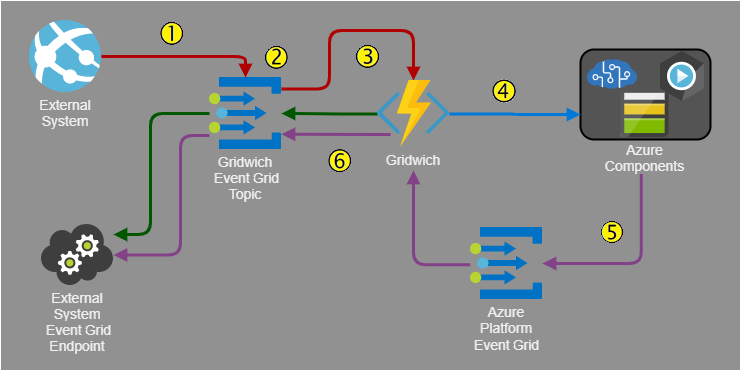 1
2
3
4
External
System
Gridwich
Event Grid
Topic
Gridwich
Azure
Components
6
5
External
System
Event Grid
Endpoint
Azure
Platform
Event Grid